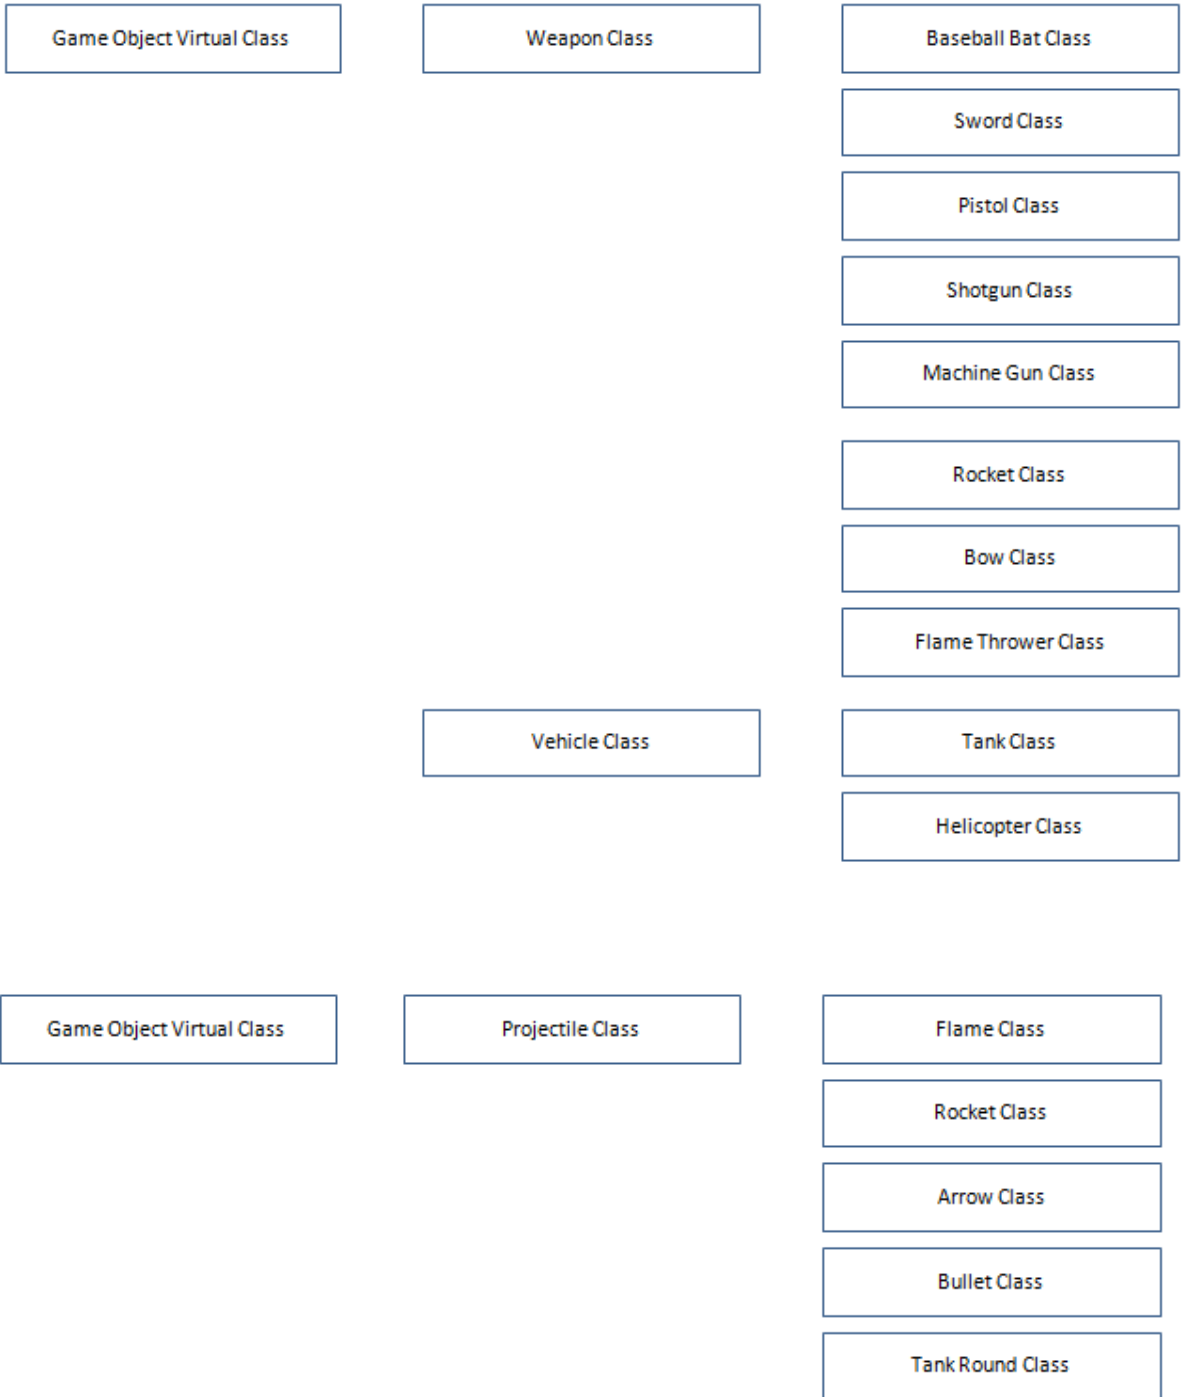 Game Object Virtual Class
Weapon Class
Baseball Bat Class
Sword Class
Pistol Class
Shotgun Class
Machine Gun Class
Rocket Class
Bow Class
Flame Thrower Class
Vehicle Class
Tank Class
Helicopter Class
Game Object Virtual Class
Projectile Class
Flame Class
Rocket Class
Arrow Class
Bullet Class
Tank Round Class